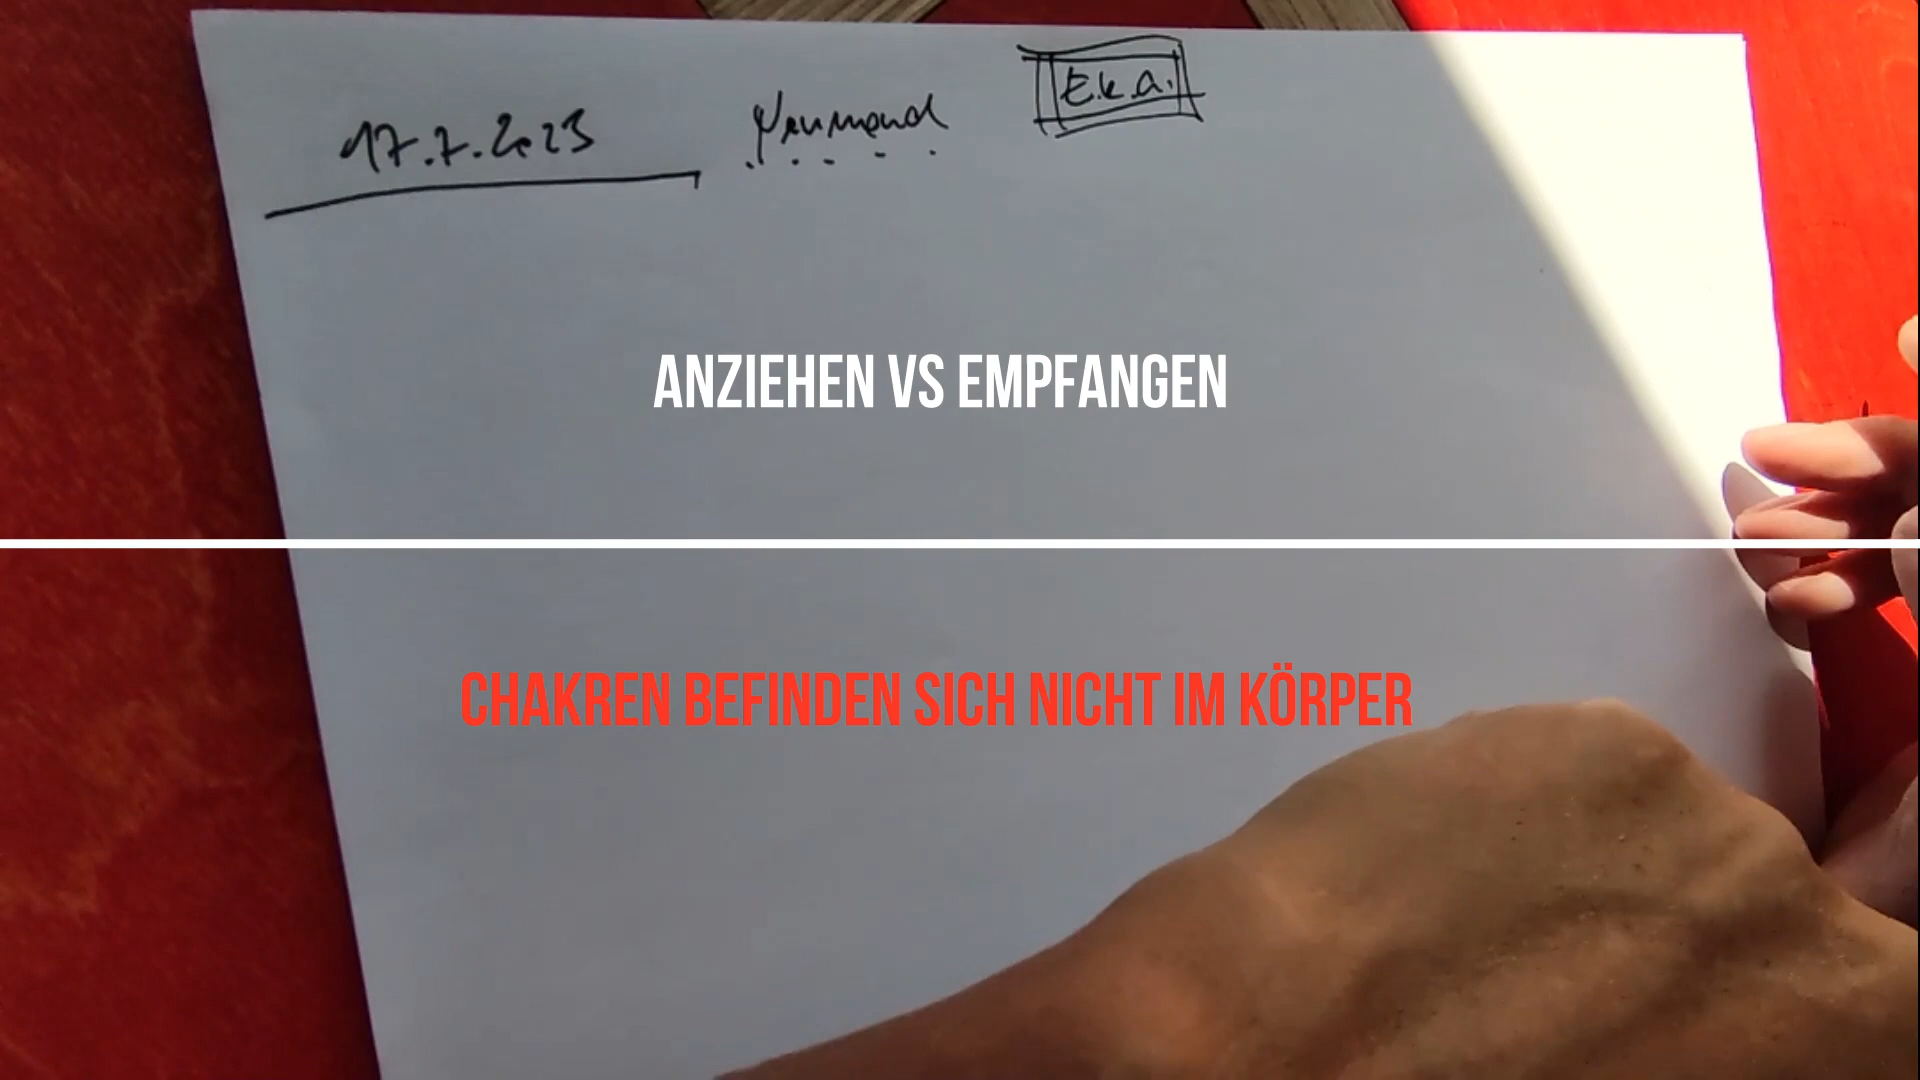 17.7.2023 Neumond E.k.a.
ANZIEHEN VS EMPFANGEN
CHAKREN BEFINDEN SICH NICHT IM KÖRPER